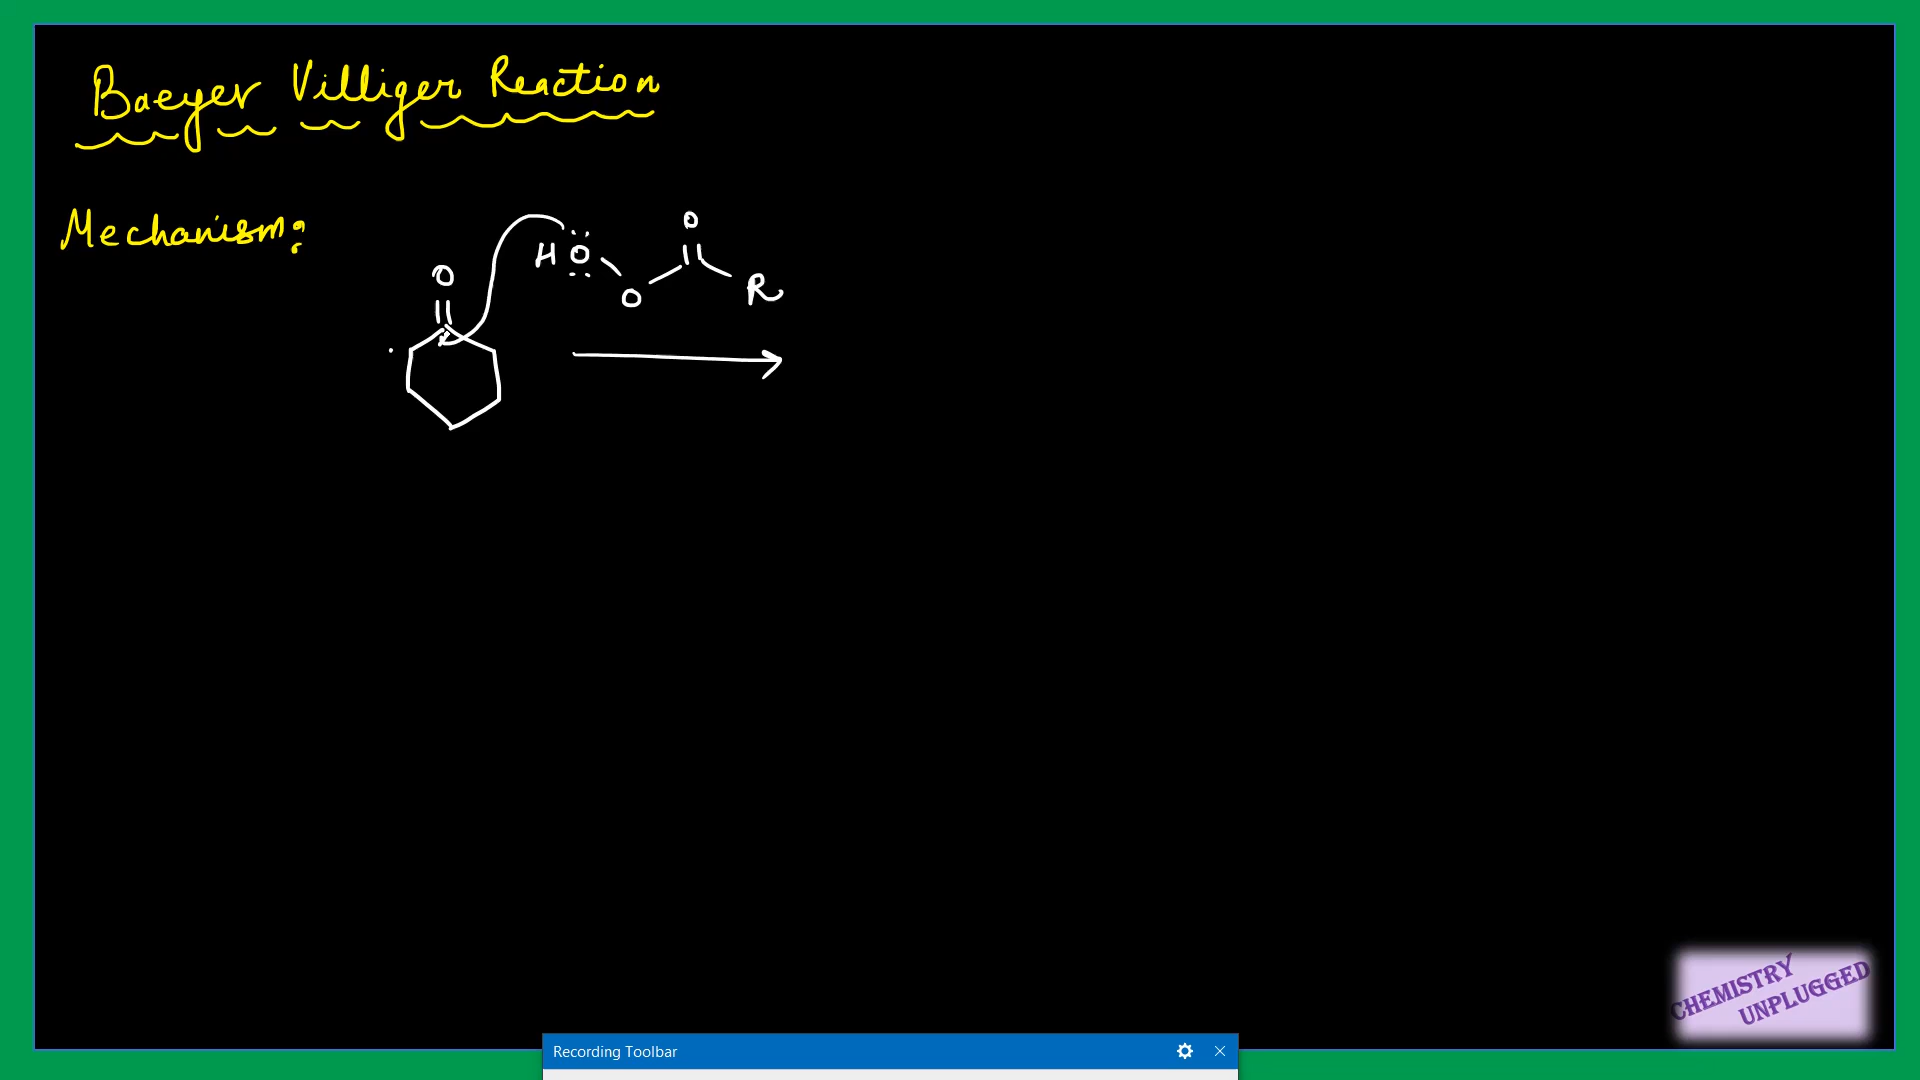 Baeyer Villiger Reaction
Mechanism:
O
HO
O
O
R
CHEMISTRY
UNPLUGGED
Recording Toolbar